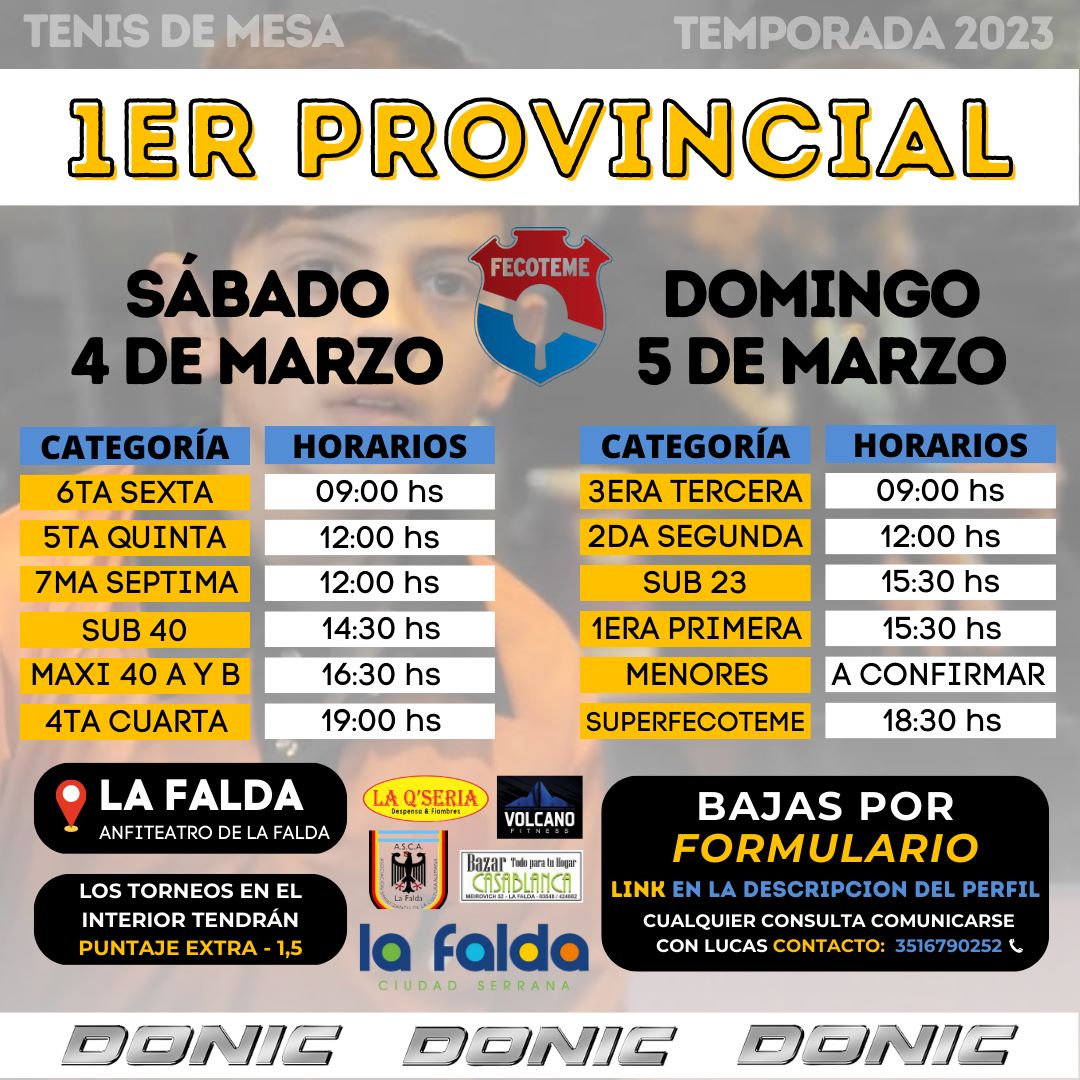 TENIS DE MESA
TEMPORADA 2023
1ER PROVINCIAL
FECOTEME
SÁBADO
4 DE MARZO
DOMINGO
5 DE MARZO
CATEGORÍA HORARIOS
6TA SEXTA 09:00 hs
5TA QUINTA 12:00 hs
7MA SEPTIMA 12:00 hs
SUB 40 14:30 hs
MAXI 40 A Y B 16:30 hs
4TA CUARTA 19:00 hs
CATEGORÍA HORARIOS
3ERA TERCERA 09:00 hs
2DA SEGUNDA 12:00 hs
SUB 23 15:30 hs
1ERA PRIMERA 15:30 hs
MENORES A CONFIRMAR
SUPERFECOTEME 18:30 hs
LA FALDA
ANFITEATRO DE LA FALDA
LOS TORNEOS EN EL
INTERIOR TENDRÁN
PUNTAJE EXTRA - 1,5
LA Q'SERIA
Despensa & Fiambres
VOLCANO
FITNESS
A.S.C.A.
La Falda
Bazar Todo para tu Hogar
CASABLANCA
MEIROVICH 52 - LA FALDA - 03548 / 424662
la falda
CIUDAD SERRANA
BAJAS POR
FORMULARIO
LINK EN LA DESCRIPCION DEL PERFIL
CUALQUIER CONSULTA COMUNICARSE
CON LUCAS CONTACTO: 3516790252
DONIC DONIC DONIC